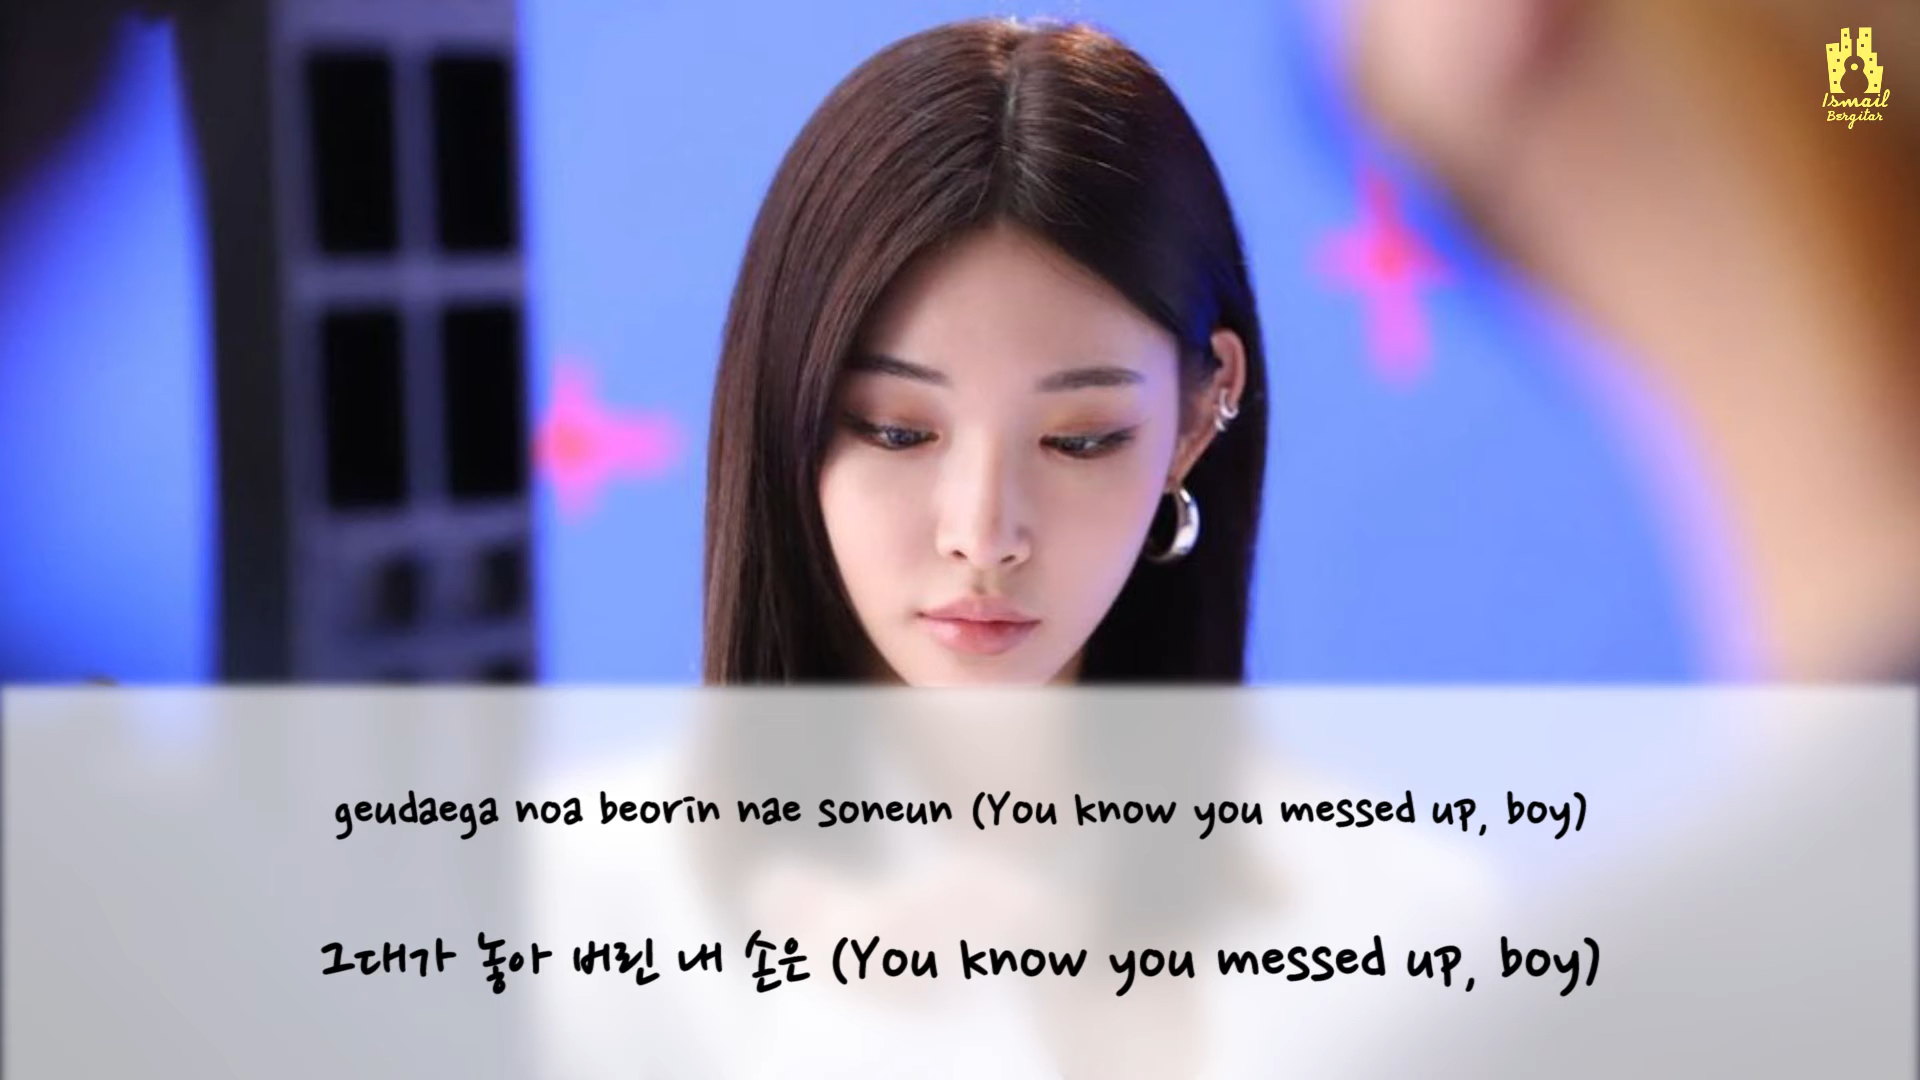 Ismail
Bergitar
geudaega noa beorin nae soneun (You know you messed up, boy)
그대가 놓아 버린 내 손은 (You know you messed up, boy)